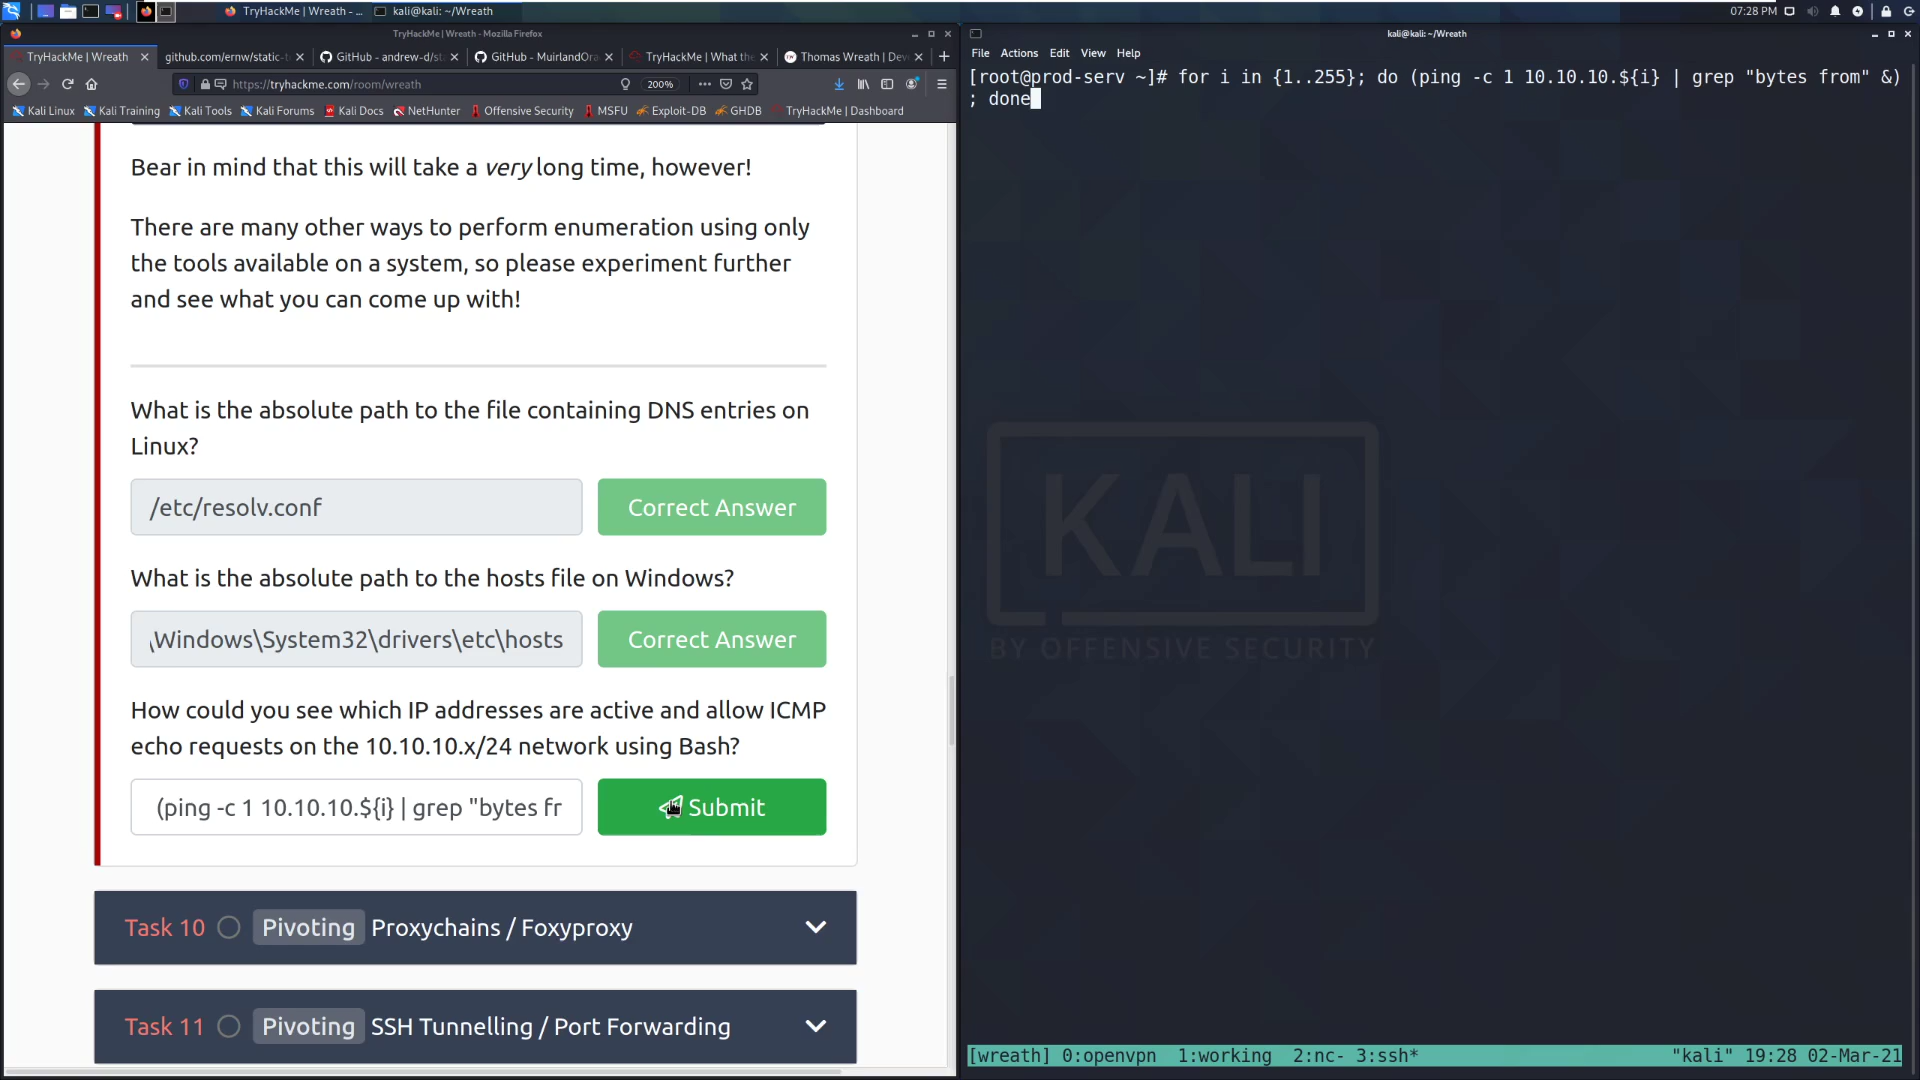 TryHackMe | Wreath - ...
kali@kali: ~/Wreath
07:28 PM
TryHackMe | Wreath - Mozilla Firefox
TryHackMe | Wreath
github.com/ernw/static-t
GitHub - andrew-d/sta
GitHub - MuirlandOra
TryHackMe | What the
Thomas Wreath | Dev
https://tryhackme.com/room/wreath
200%
Kali Linux
Kali Training
Kali Tools
Kali Forums
Kali Docs
NetHunter
Offensive Security
MSFU
Exploit-DB
GHDB
TryHackMe | Dashboard
Bear in mind that this will take a very long time, however!
There are many other ways to perform enumeration using only
the tools available on a system, so please experiment further
and see what you can come up with!
What is the absolute path to the file containing DNS entries on
Linux?
/etc/resolv.conf
Correct Answer
What is the absolute path to the hosts file on Windows?
\Windows\System32\drivers\etc\hosts
Correct Answer
How could you see which IP addresses are active and allow ICMP
echo requests on the 10.10.10.x/24 network using Bash?
(ping -c 1 10.10.10.${i} | grep "bytes fr
Submit
Task 10
Pivoting
Proxychains / Foxyproxy
Task 11
Pivoting
SSH Tunnelling / Port Forwarding
kali@kali:~/Wreath
File Actions Edit View Help
[root@prod-serv ~]# for i in {1..255}; do (ping -c 1 10.10.10.${i} | grep "bytes from" &)
; done
KALI
BY OFFENSIVE SECURITY
[wreath] 0:openvpn 1:working 2:nc- 3:ssh*
"kali" 19:28 02-Mar-21